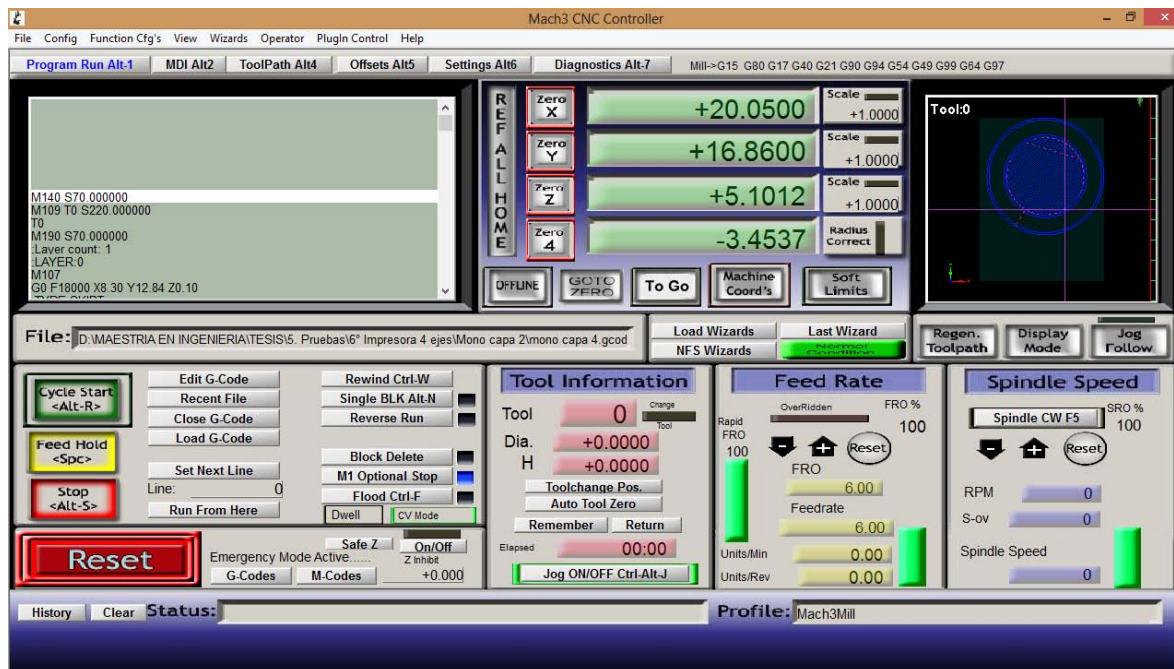 Mach3 CNC Controller
File Config Function Cfg's View Wizards Operator PlugIn Control Help
Program Run Alt-1 MDI Alt2 ToolPath Alt4 Offsets Alt5 Settings Alt6 Diagnostics Alt-7 Mill->G15 G80 G17 G40 G21 G90 G94 G54 G49 G99 G64 G97
M140 S70.000000
M109 T0 S220.000000
T0
M190 S70.000000
;Layer count: 1
;LAYER:0
M107
G0 F18000 X8.30 Y12.84 Z0.10
;TYPE:SKIRT
REF ALL HOME
Zero X +20.0500 Scale +1.0000
Zero Y +16.8600 Scale +1.0000
Zero Z +5.1012 Scale +1.0000
Zero 4 -3.4537 Radius Correct
OFFLINE GOTO ZERO To Go Machine Coord's Soft Limits
Tool:0
File: D:\MAESTRIA EN INGENIERIA\TESIS\5. Pruebas\6° Impresora 4 ejes\Mono capa 2\mono capa 4.gcod
Load Wizards Last Wizard
NFS Wizards Normal Condition
Regen. Toolpath Display Mode Jog Follow
Cycle Start <Alt-R>
Feed Hold <Spc>
Stop <Alt-S>
Edit G-Code
Recent File
Close G-Code
Load G-Code
Set Next Line
Line: 0
Run From Here
Rewind Ctrl-W
Single BLK Alt-N
Reverse Run
Block Delete
M1 Optional Stop
Flood Ctrl-F
Dwell CV Mode
Reset
Emergency Mode Active......
G-Codes M-Codes
Safe Z On/Off
Z Inhibit
+0.000
Tool Information
Tool 0 Change Tool
Dia. +0.0000
H +0.0000
Toolchange Pos.
Auto Tool Zero
Remember Return
Elapsed 00:00
Jog ON/OFF Ctrl-Alt-J
Feed Rate
OverRidden FRO %
100
Rapid FRO
100
Reset
FRO
6.00
Feedrate
6.00
Units/Min 0.00
Units/Rev 0.00
Spindle Speed
Spindle CW F5 SRO %
100
Reset
RPM 0
S-ov 0
Spindle Speed
0
History Clear Status:
Profile: Mach3Mill